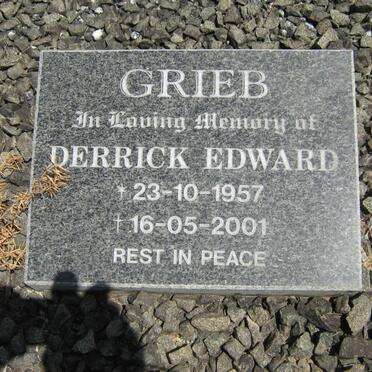 GRIEB
In Loving Memory of
DERRICK EDWARD
* 23-10-1957
† 16-05-2001
REST IN PEACE